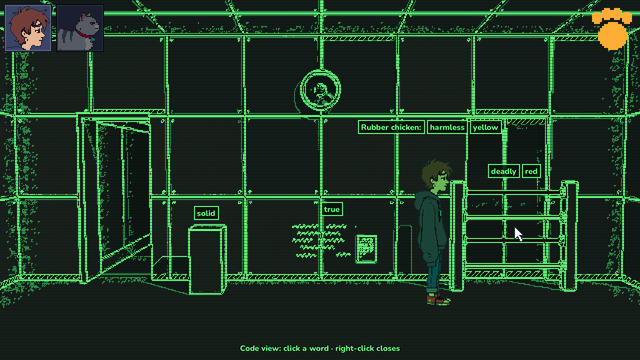 Rubber chicken: harmless yellow
deadly red
solid
true
Code view: click a word · right-click closes